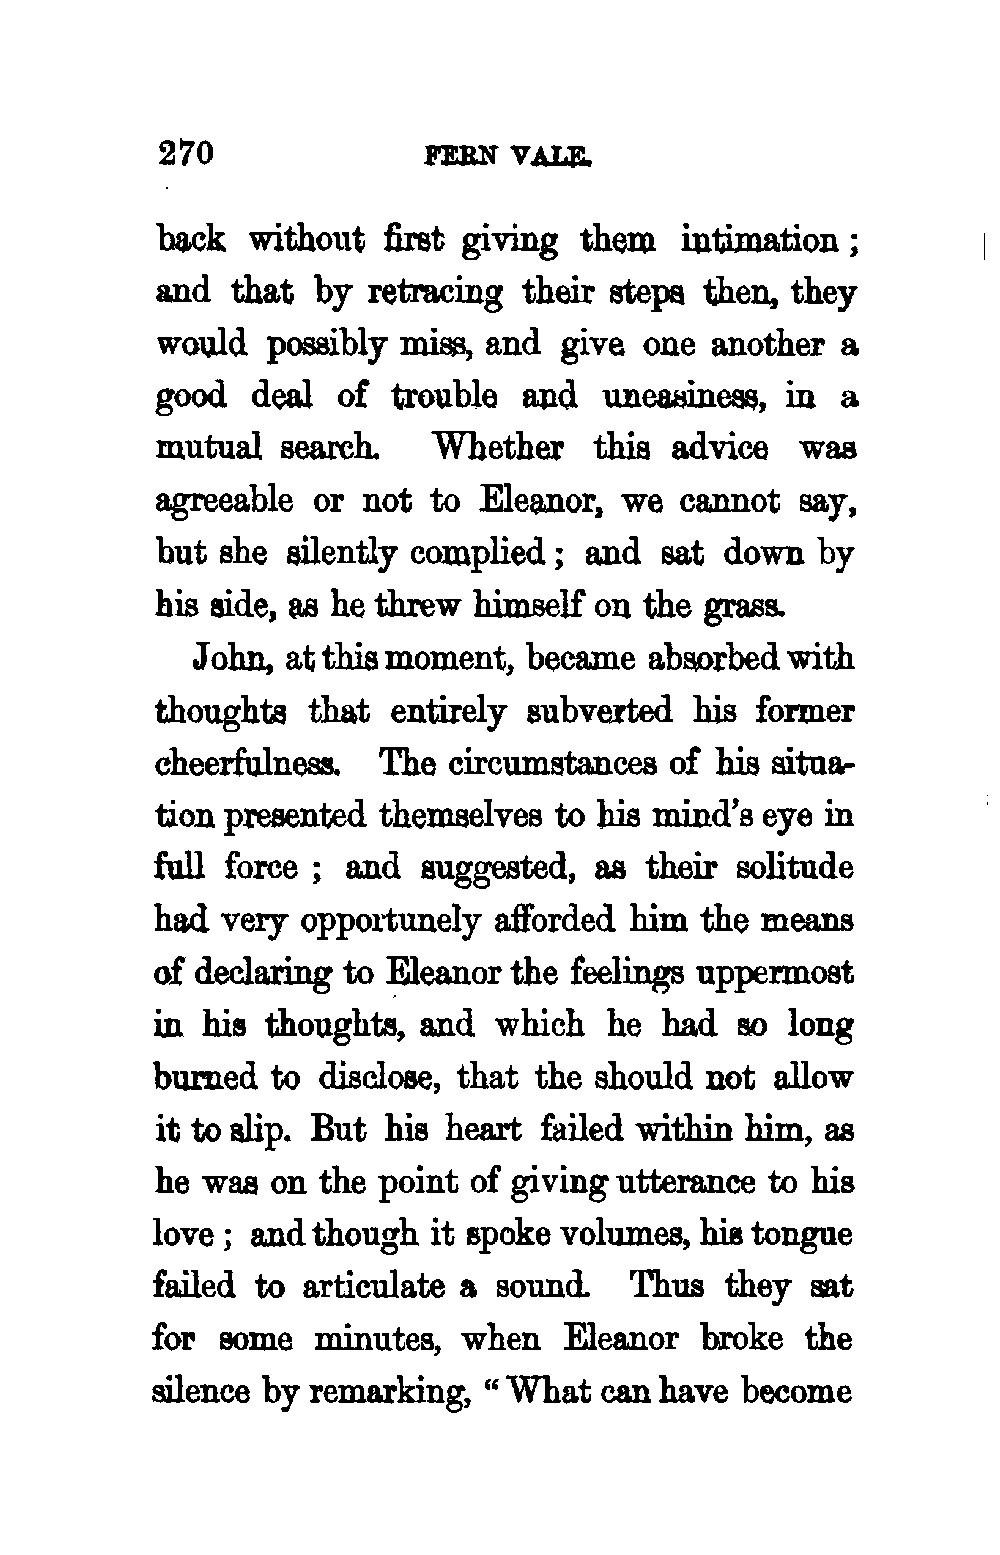 270 FERN VALE.
back without first giving them intimation ;
and that by retracing their steps then, they
would possibly miss, and give one another a
good deal of trouble and uneasiness, in a
mutual search. Whether this advice was
agreeable or not to Eleanor, we cannot say,
but she silently complied ; and sat down by
his side, as he threw himself on the grass.
John, at this moment, became absorbed with
thoughts that entirely subverted his former
cheerfulness. The circumstances of his situa-
tion presented themselves to his mind's eye in
full force ; and suggested, as their solitude
had very opportunely afforded him the means
of declaring to Eleanor the feelings uppermost
in his thoughts, and which he had so long
burned to disclose, that the should not allow
it to slip. But his heart failed within him, as
he was on the point of giving utterance to his
love ; and though it spoke volumes, his tongue
failed to articulate a sound. Thus they sat
for some minutes, when Eleanor broke the
silence by remarking, “ What can have become